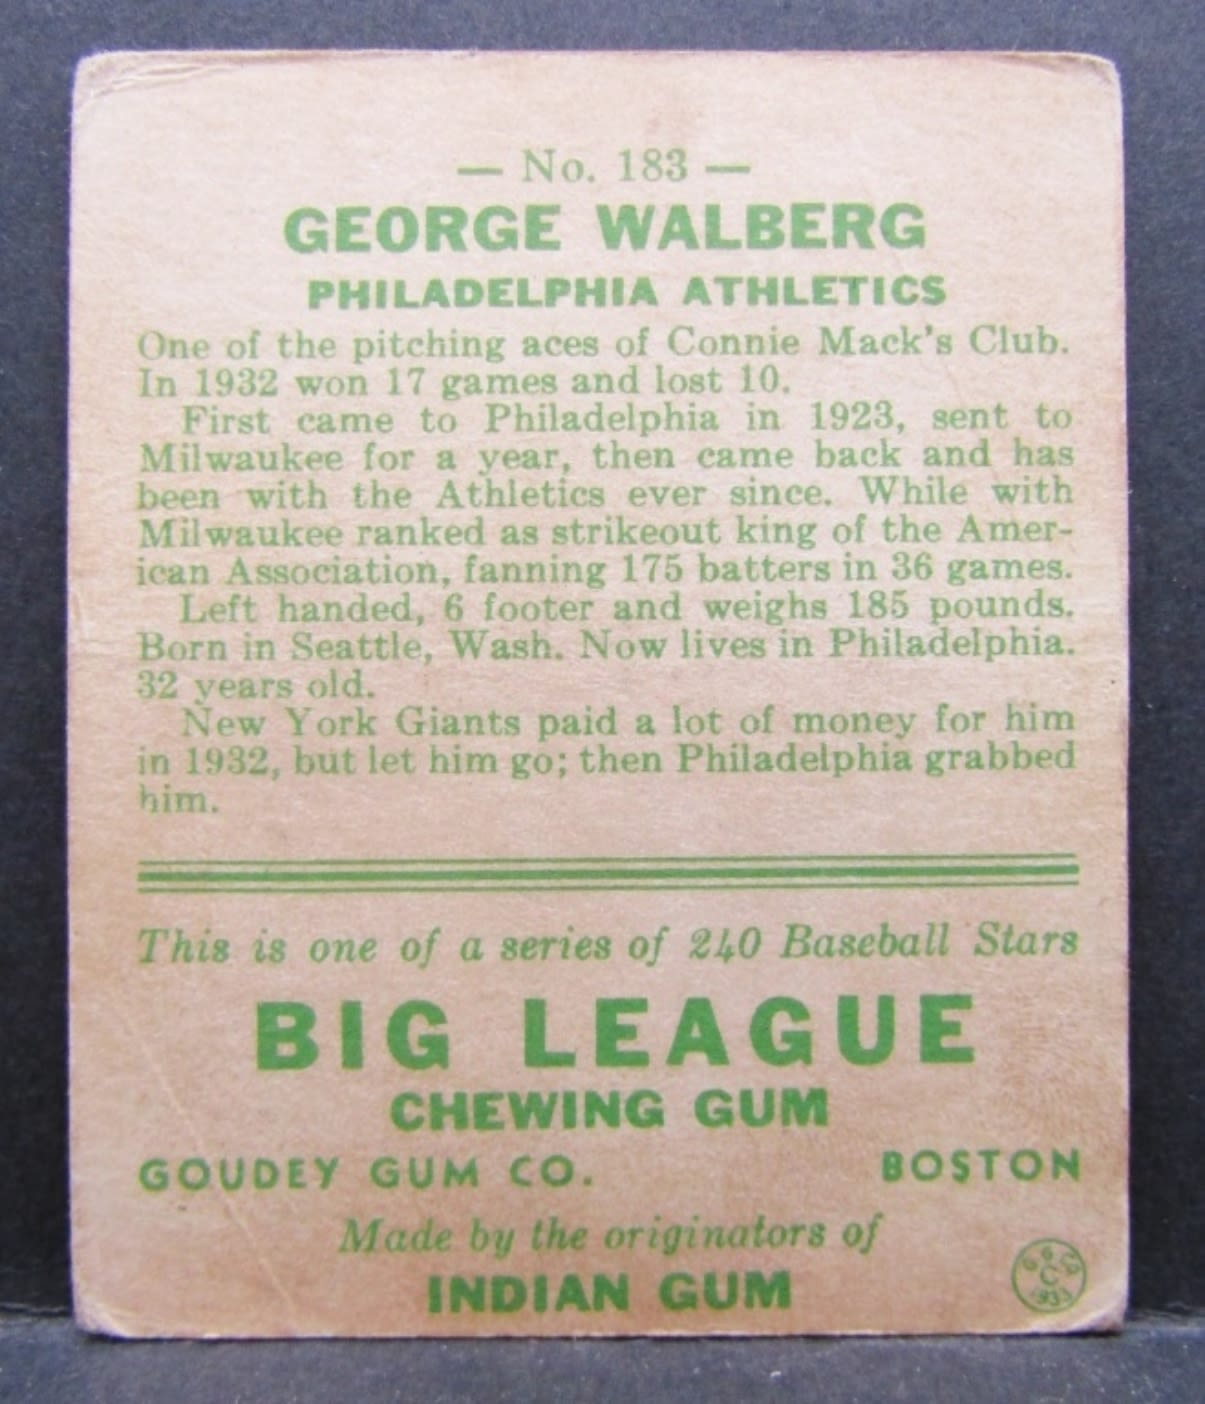 — No. 183 —
GEORGE WALBERG
PHILADELPHIA ATHLETICS
One of the pitching aces of Connie Mack's Club.
In 1932 won 17 games and lost 10.
First came to Philadelphia in 1923, sent to
Milwaukee for a year, then came back and has
been with the Athletics ever since. While with
Milwaukee ranked as strikeout king of the Amer-
ican Association, fanning 175 batters in 36 games.
Left handed, 6 footer and weighs 185 pounds.
Born in Seattle, Wash. Now lives in Philadelphia.
32 years old.
New York Giants paid a lot of money for him
in 1932, but let him go; then Philadelphia grabbed
him.
This is one of a series of 240 Baseball Stars
BIG LEAGUE
CHEWING GUM
GOUDEY GUM CO. BOSTON
Made by the originators of
INDIAN GUM
C
1933